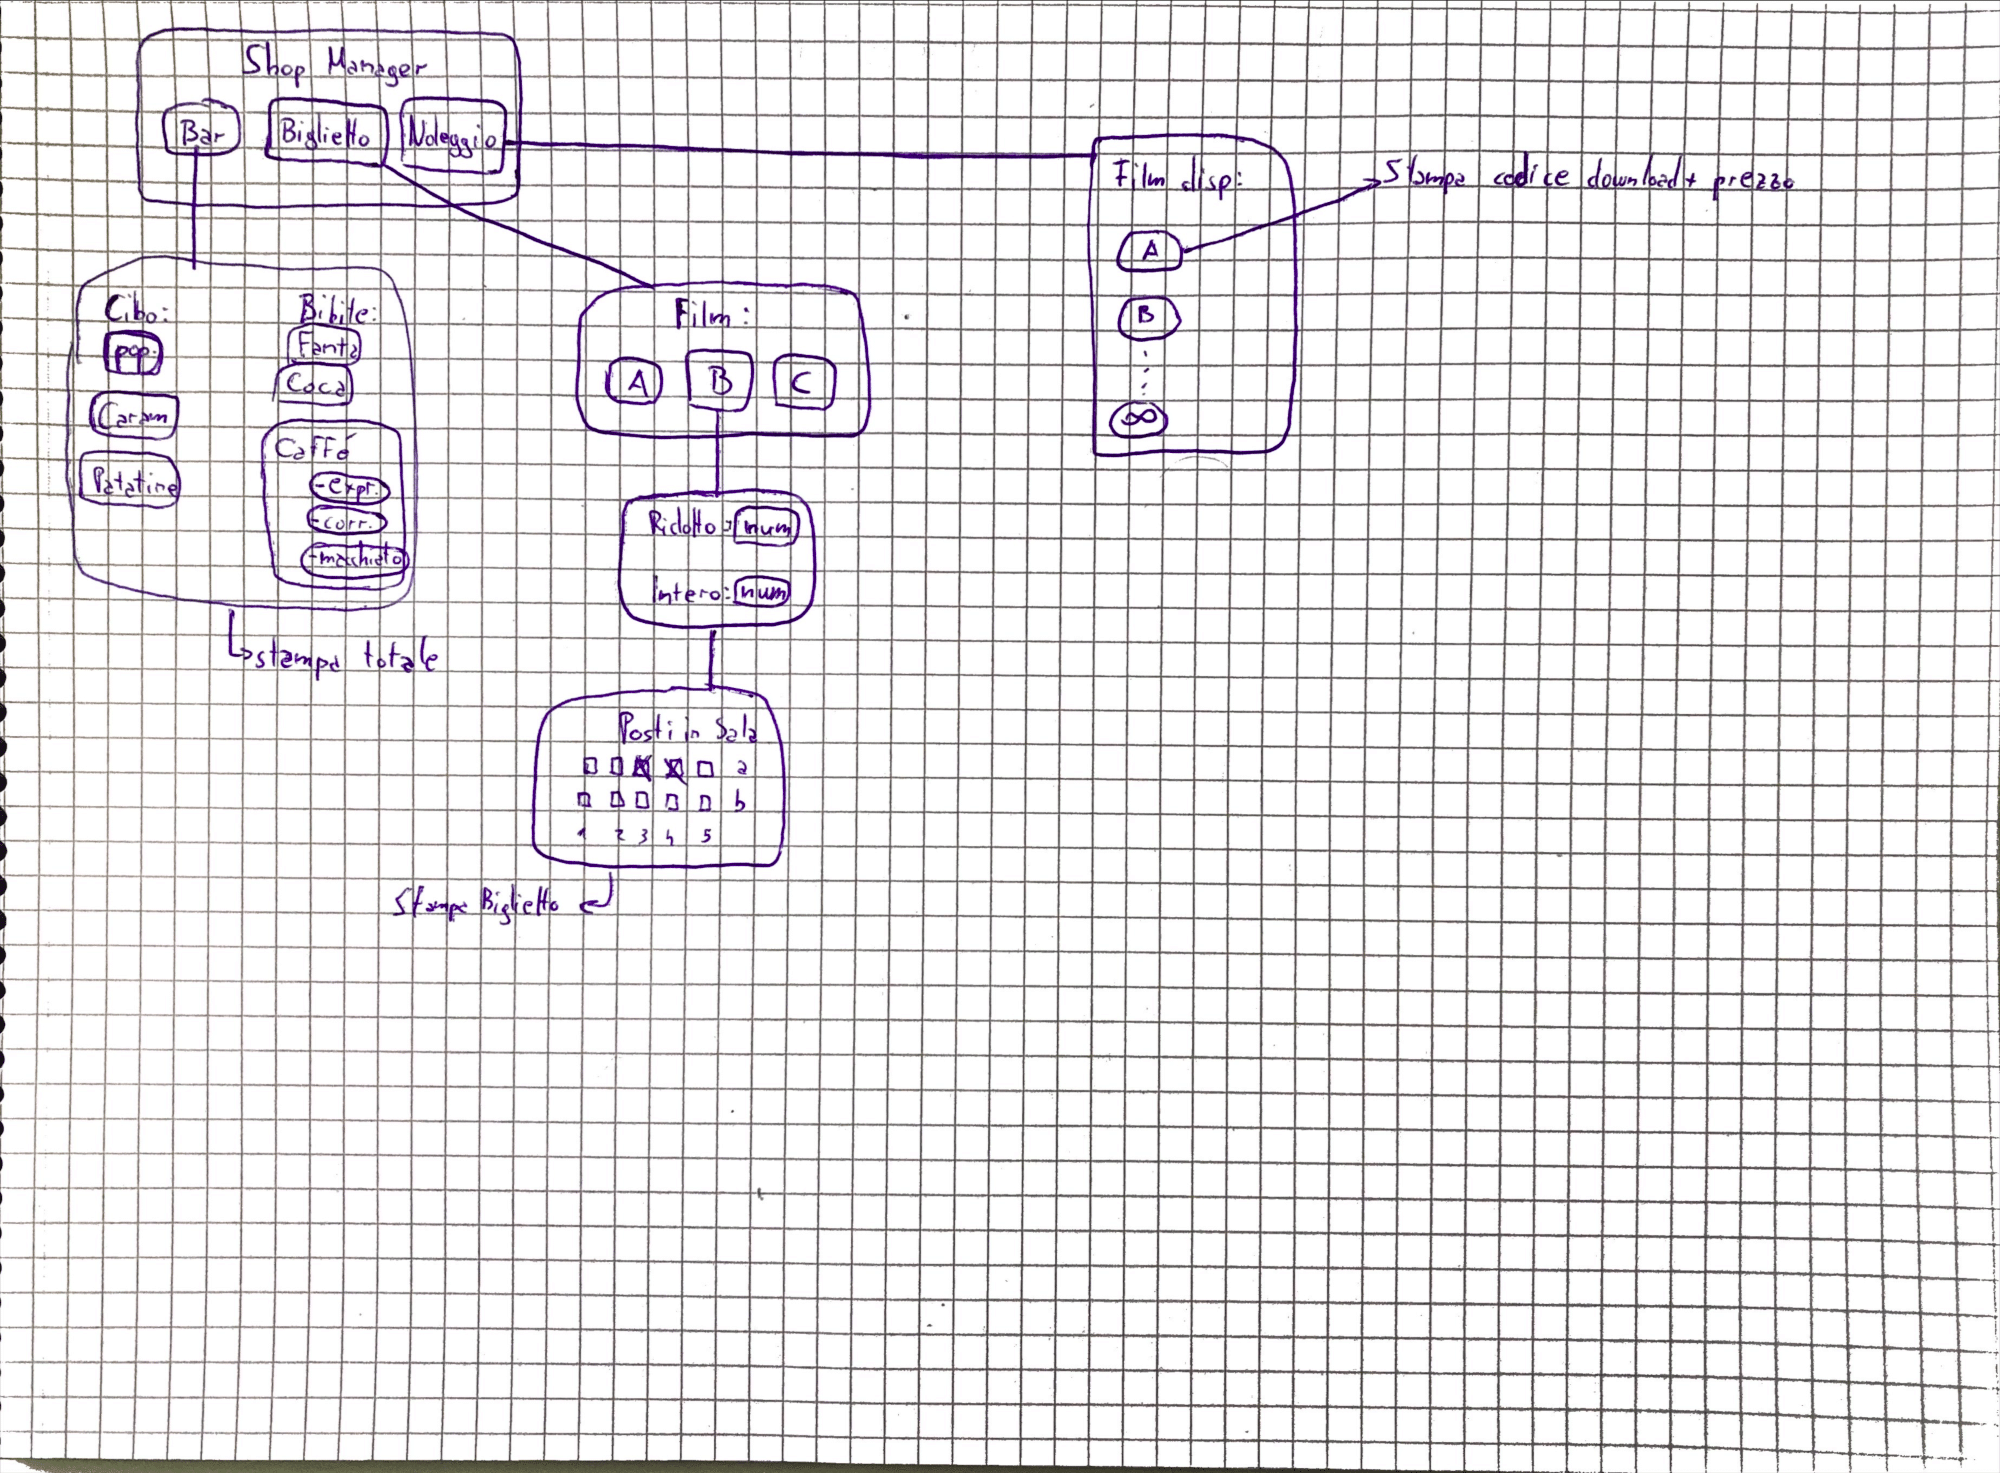 Shop Manager
Bar
Biglietto
Noleggio
Cibo:
pop.
Caram
Patatine
Bibite:
Fanta
Coca
Caffé
-expr.
-corr.
-macchiato
stampa totale
Film:
A
B
C
Ridotto: num
Intero: num
Posti in Sala
a
b
1 2 3 4 5
Stampa Biglietto
Film disp:
A
B
∞
Stampa codice download + prezzo